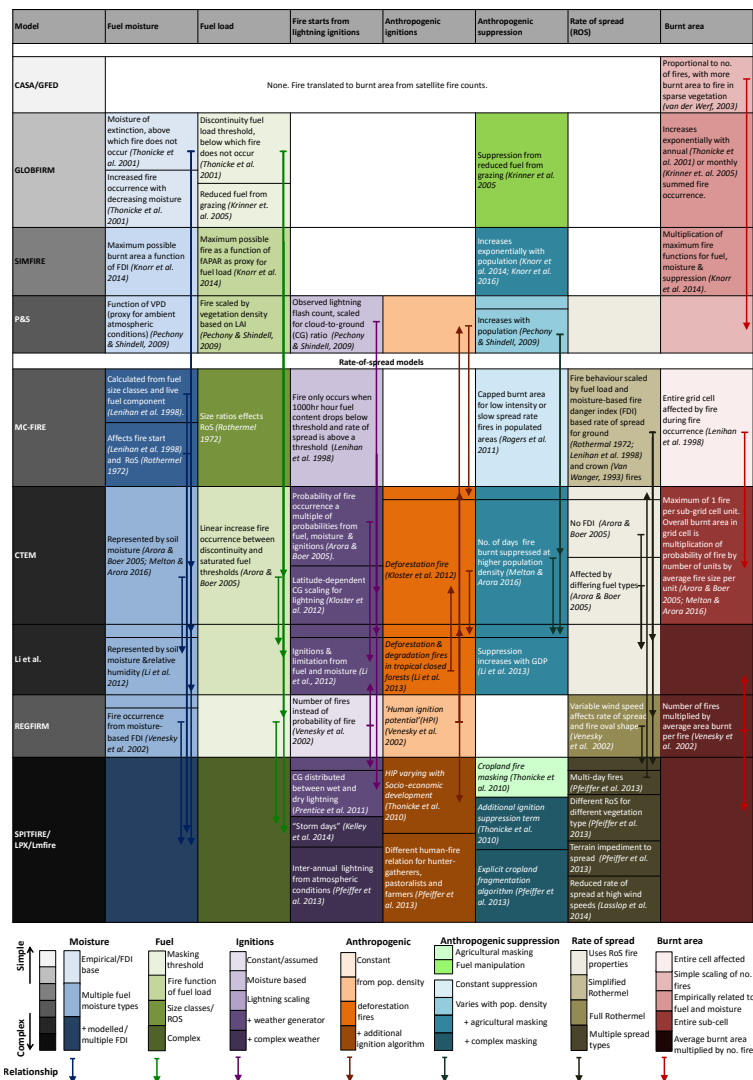 Model
Fuel moisture
Fuel load
Fire starts from
lightning ignitions
Anthropogenic
ignitions
Anthropogenic
suppression
Rate of spread
(ROS)
Burnt area
CASA/GFED
None. Fire translated to burnt area from satellite fire counts.
Proportional to no.
of fires, with more
burnt area to fire in
sparse vegetation
(van der Werf, 2003)
GLOBFIRM
Moisture of
extinction, above
which fire does not
occur (Thonicke et
al. 2001)
Increased fire
occurrence with
decreasing moisture
(Thonicke et al.
2001)
Discontinuity fuel
load threshold,
below which fire
does not occur
(Thonicke et al.
2001)
Reduced fuel from
grazing (Krinner et.
al. 2005)
Suppression from
reduced fuel from
grazing (Krinner et al.
2005
Increases
exponentially with
annual (Thonicke et
al. 2001) or monthly
(Krinner et. al. 2005)
summed fire
occurrence.
SIMFIRE
Maximum possible
burnt area a function
of FDI (Knorr et al.
2014)
Maximum possible
fire as a function of
fAPAR as proxy for
fuel load (Knorr et al.
2014)
Increases
exponentially with
population (Knorr et
al. 2014; Knorr et al.
2016)
Multiplication of
maximum fire
functions for fuel,
moisture &
suppression (Knorr
et al. 2014).
P&S
Function of VPD
(proxy for ambient
atmospheric
conditions) (Pechony
& Shindell, 2009)
Fire scaled by
vegetation density
based on LAI
(Pechony & Shindell,
2009)
Observed lightning
flash count, scaled
for cloud-to-ground
(CG) ratio (Pechony
& Shindell, 2009)
Increases with
population (Pechony
& Shindell, 2009)
Rate-of-spread models
MC-FIRE
Calculated from fuel
size classes and live
fuel component
(Lenihan et al. 1998).
Affects fire start
(Lenihan et al. 1998)
and RoS (Rothermel
1972)
Size ratios effects
RoS (Rothermel
1972)
Fire only occurs when
1000hr hour fuel
content drops below
threshold and rate of
spread is above a
threshold (Lenihan et
al. 1998)
Capped burnt area
for low intensity or
slow spread rate
fires in populated
areas (Rogers et al.
2011)
Fire behaviour scaled
by fuel load and
moisture-based fire
danger index (FDI)
based rate of spread
for ground
(Rothermal 1972;
Lenihan et al. 1998)
and crown (Van
Wanger, 1993) fires
Entire grid cell
affected by fire
during fire
occurrence (Lenihan
et al. 1998)
CTEM
Represented by soil
moisture (Arora &
Boer 2005; Melton &
Arora 2016)
Linear increase fire
occurrence between
discontinuity and
saturated fuel
thresholds (Arora &
Boer 2005)
Probability of fire
occurrence a multiple
of probabilities from
fuel, moisture &
ignitions (Arora &
Boer 2005).
Latitude-dependent
CG scaling for
lightning (Kloster et
al. 2012)
Deforestation fire
(Kloster et al. 2012)
No. of days fire
burnt suppressed at
higher population
density (Melton &
Arora 2016)
No FDI (Arora &
Boer 2005)
Affected by
differing fuel types
(Arora & Boer
2005)
Maximum of 1 fire
per sub-grid cell unit.
Overall burnt area in
grid cell is
multiplication of
probability of fire by
number of units by
average fire size per
unit (Arora & Boer
2005; Melton &
Arora 2016)
Li et al.
Represented by soil
moisture &relative
humidity (Li et al.
2012)
Ignitions &
limitation from
fuel and moisture (Li
et al., 2012)
Deforestation &
degradation fires
in tropical closed
forests (Li et al.
2013)
Suppression
increases with GDP
(Li et al. 2013)
REGFIRM
Fire occurrence
from moisture-
based FDI (Venesky
et al. 2002)
Number of fires
instead of
probability of fire
(Venesky et al.
2002)
'Human ignition
potential'(HPI)
(Venesky et al.
2002)
Variable wind speed
affects rate of spread
and fire oval shape
(Venesky
et al. 2002)
Number of fires
multiplied by
average area burnt
per fire (Venesky et
al. 2002)
SPITFIRE/
LPX/Lmfire
CG distributed
between wet and
dry lightning
(Prentice et al. 2011)
"Storm days" (Kelley
et al. 2014)
Inter-annual lightning
from atmospheric
conditions (Pfeiffer et al.
2013)
HIP varying with
Socio-economic
development
(Thonicke et al.
2010)
Different human-fire
relation for hunter-
gatherers,
pastoralists and
farmers (Pfeiffer et
al. 2013)
Cropland fire
masking (Thonicke et
al. 2010)
Additional ignition
suppression term
(Thonicke et al.
2010)
Explicit cropland
fragmentation
algorithm (Pfeiffer et
al. 2013)
Multi-day fires
(Pfeiffer et al. 2013)
Different RoS for
different vegetation
type (Pfeiffer et al.
2013)
Terrain impediment to
spread (Pfeiffer et al.
2013)
Reduced rate of
spread at high wind
speeds (Lasslop et al.
2014)
Simple
Complex
Moisture
Empirical/FDI
base
Multiple fuel
moisture types
+ modelled/
multiple FDI
Fuel
Masking
threshold
Fire function
of fuel load
Size classes/
ROS
Complex
Ignitions
Constant/assumed
Moisture based
Lightning scaling
+ weather generator
+ complex weather
Anthropogenic
Constant
from pop. density
deforestation
fires
+ additional
ignition algorithm
Anthropogenic suppression
Agricultural masking
Fuel manipulation
Constant suppression
Varies with pop. density
+ agricultural masking
+ complex masking
Rate of spread
Uses RoS fire
properties
Simplified
Rothermel
Full Rothermel
Multiple spread
types
Burnt area
Entire cell affected
Simple scaling of no.
fires
Empirically related to
fuel and moisture
Entire sub-cell
Average burnt area
multiplied by no. fire
Relationship